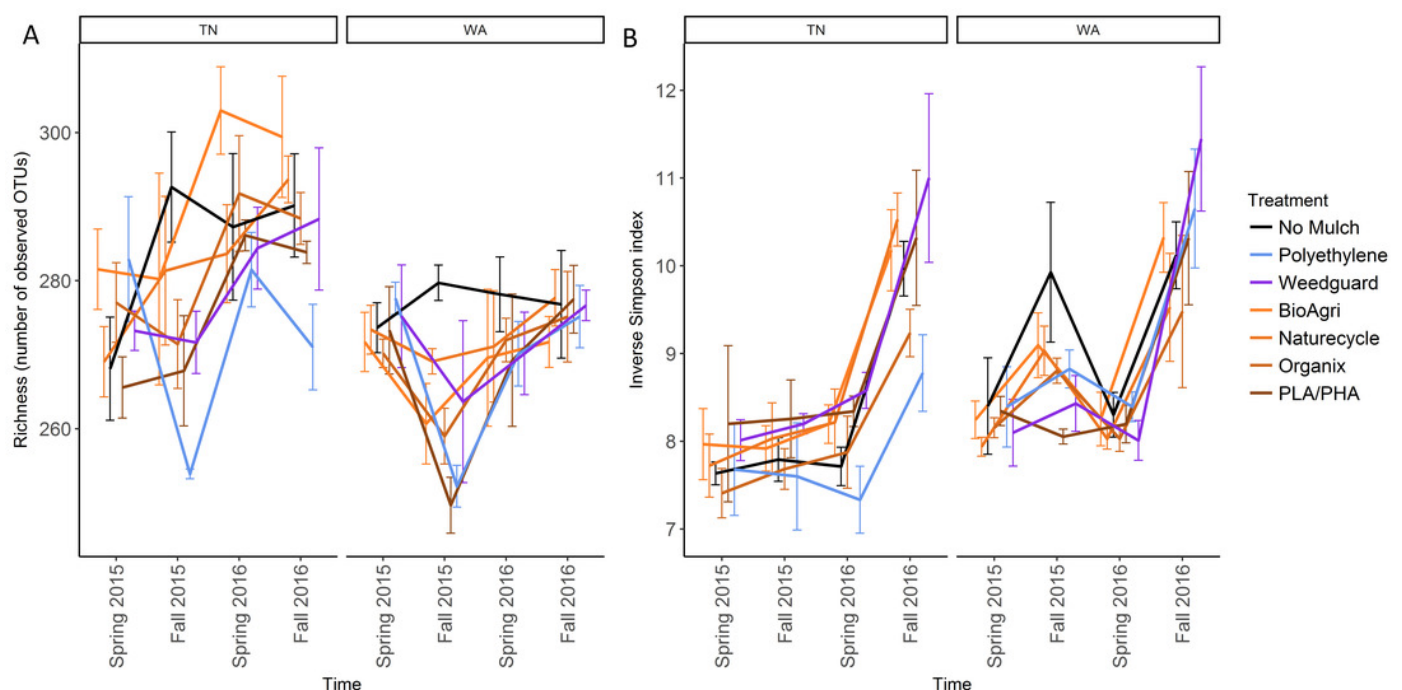 A
TN
WA
Richness (number of observed OTUs)
300
280
260
Spring 2015
Fall 2015
Spring 2016
Fall 2016
Spring 2015
Fall 2015
Spring 2016
Fall 2016
Time
B
TN
WA
Inverse Simpson index
12
11
10
9
8
7
Spring 2015
Fall 2015
Spring 2016
Fall 2016
Spring 2015
Fall 2015
Spring 2016
Fall 2016
Time
Treatment
No Mulch
Polyethylene
Weedguard
BioAgri
Naturecycle
Organix
PLA/PHA